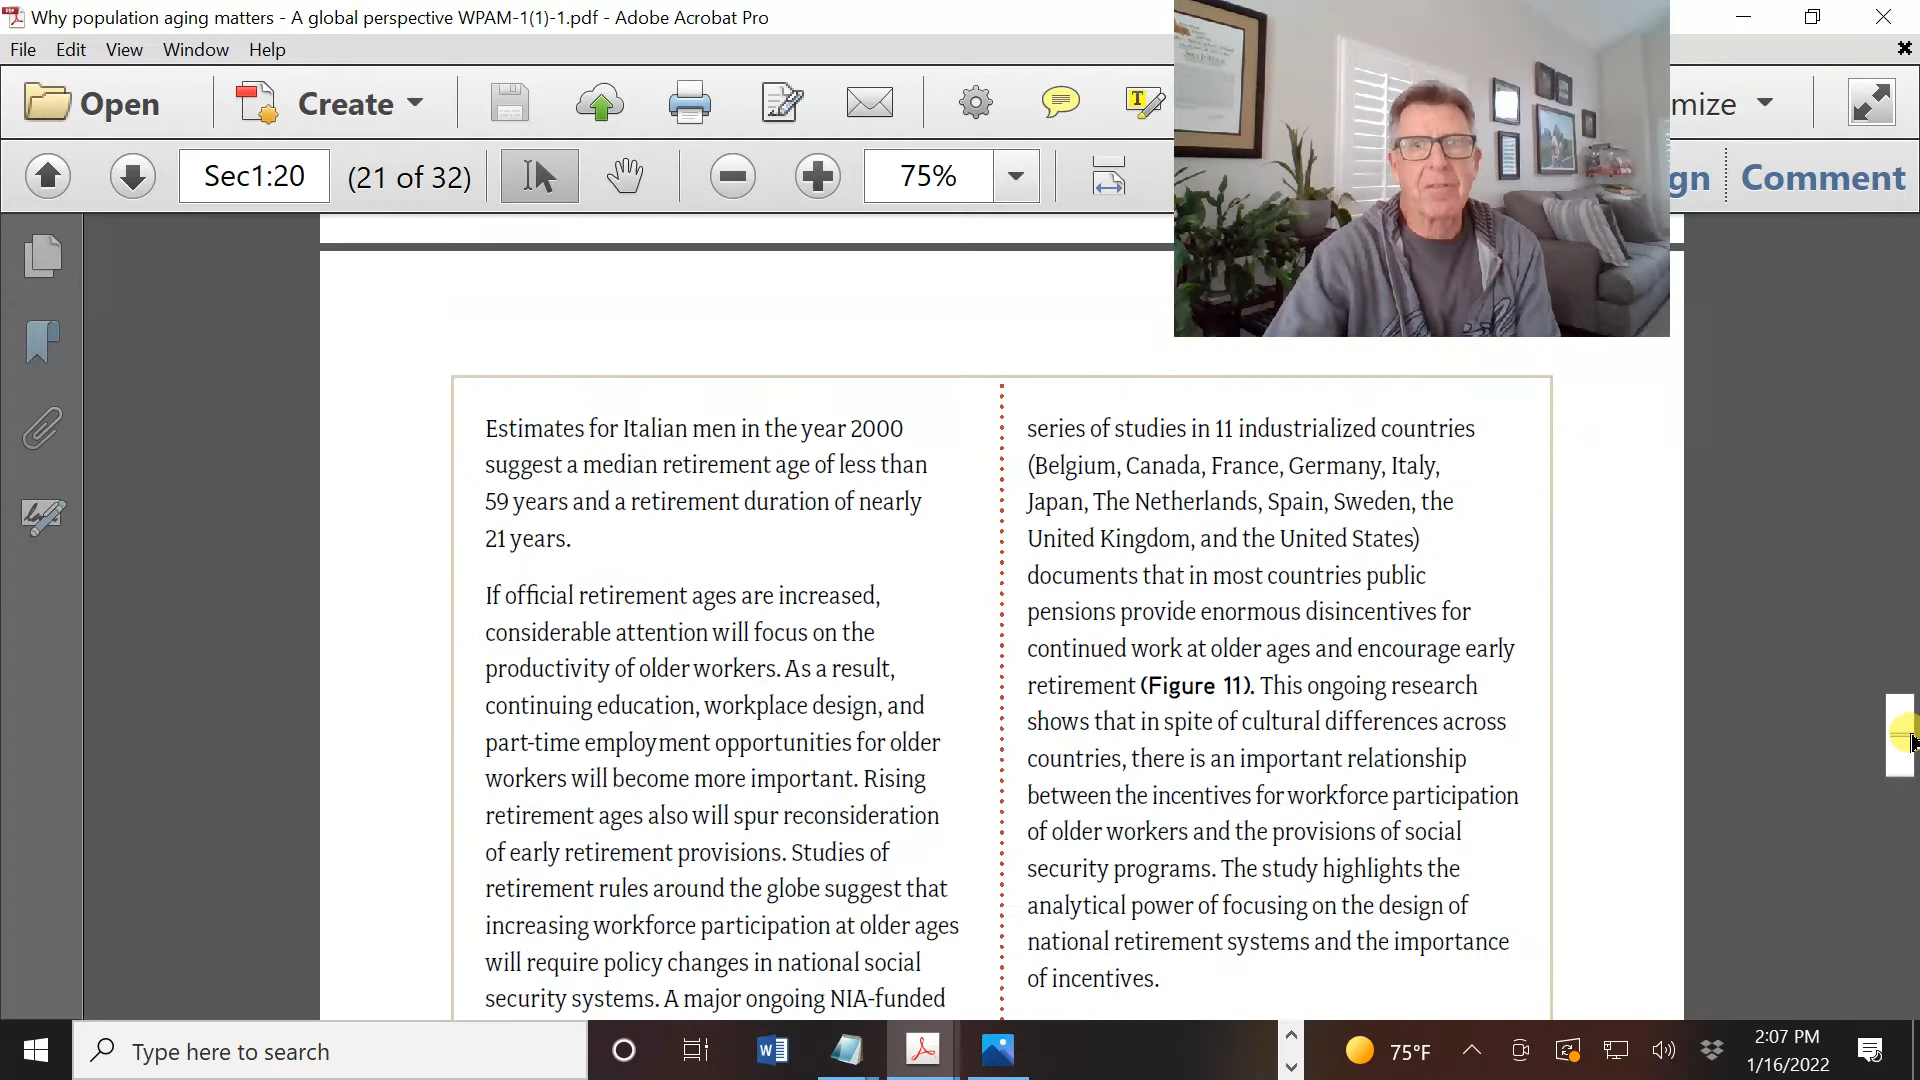 Why population aging matters - A global perspective WPAM-1(1)-1.pdf - Adobe Acrobat Pro
File Edit View Window Help
Open Create mize
Sec1:20 (21 of 32) 75% gn Comment
Estimates for Italian men in the year 2000
suggest a median retirement age of less than
59 years and a retirement duration of nearly
21 years.
If official retirement ages are increased,
considerable attention will focus on the
productivity of older workers. As a result,
continuing education, workplace design, and
part-time employment opportunities for older
workers will become more important. Rising
retirement ages also will spur reconsideration
of early retirement provisions. Studies of
retirement rules around the globe suggest that
increasing workforce participation at older ages
will require policy changes in national social
security systems. A major ongoing NIA-funded
series of studies in 11 industrialized countries
(Belgium, Canada, France, Germany, Italy,
Japan, The Netherlands, Spain, Sweden, the
United Kingdom, and the United States)
documents that in most countries public
pensions provide enormous disincentives for
continued work at older ages and encourage early
retirement (Figure 11). This ongoing research
shows that in spite of cultural differences across
countries, there is an important relationship
between the incentives for workforce participation
of older workers and the provisions of social
security programs. The study highlights the
analytical power of focusing on the design of
national retirement systems and the importance
of incentives.
Type here to search
75°F
2:07 PM
1/16/2022